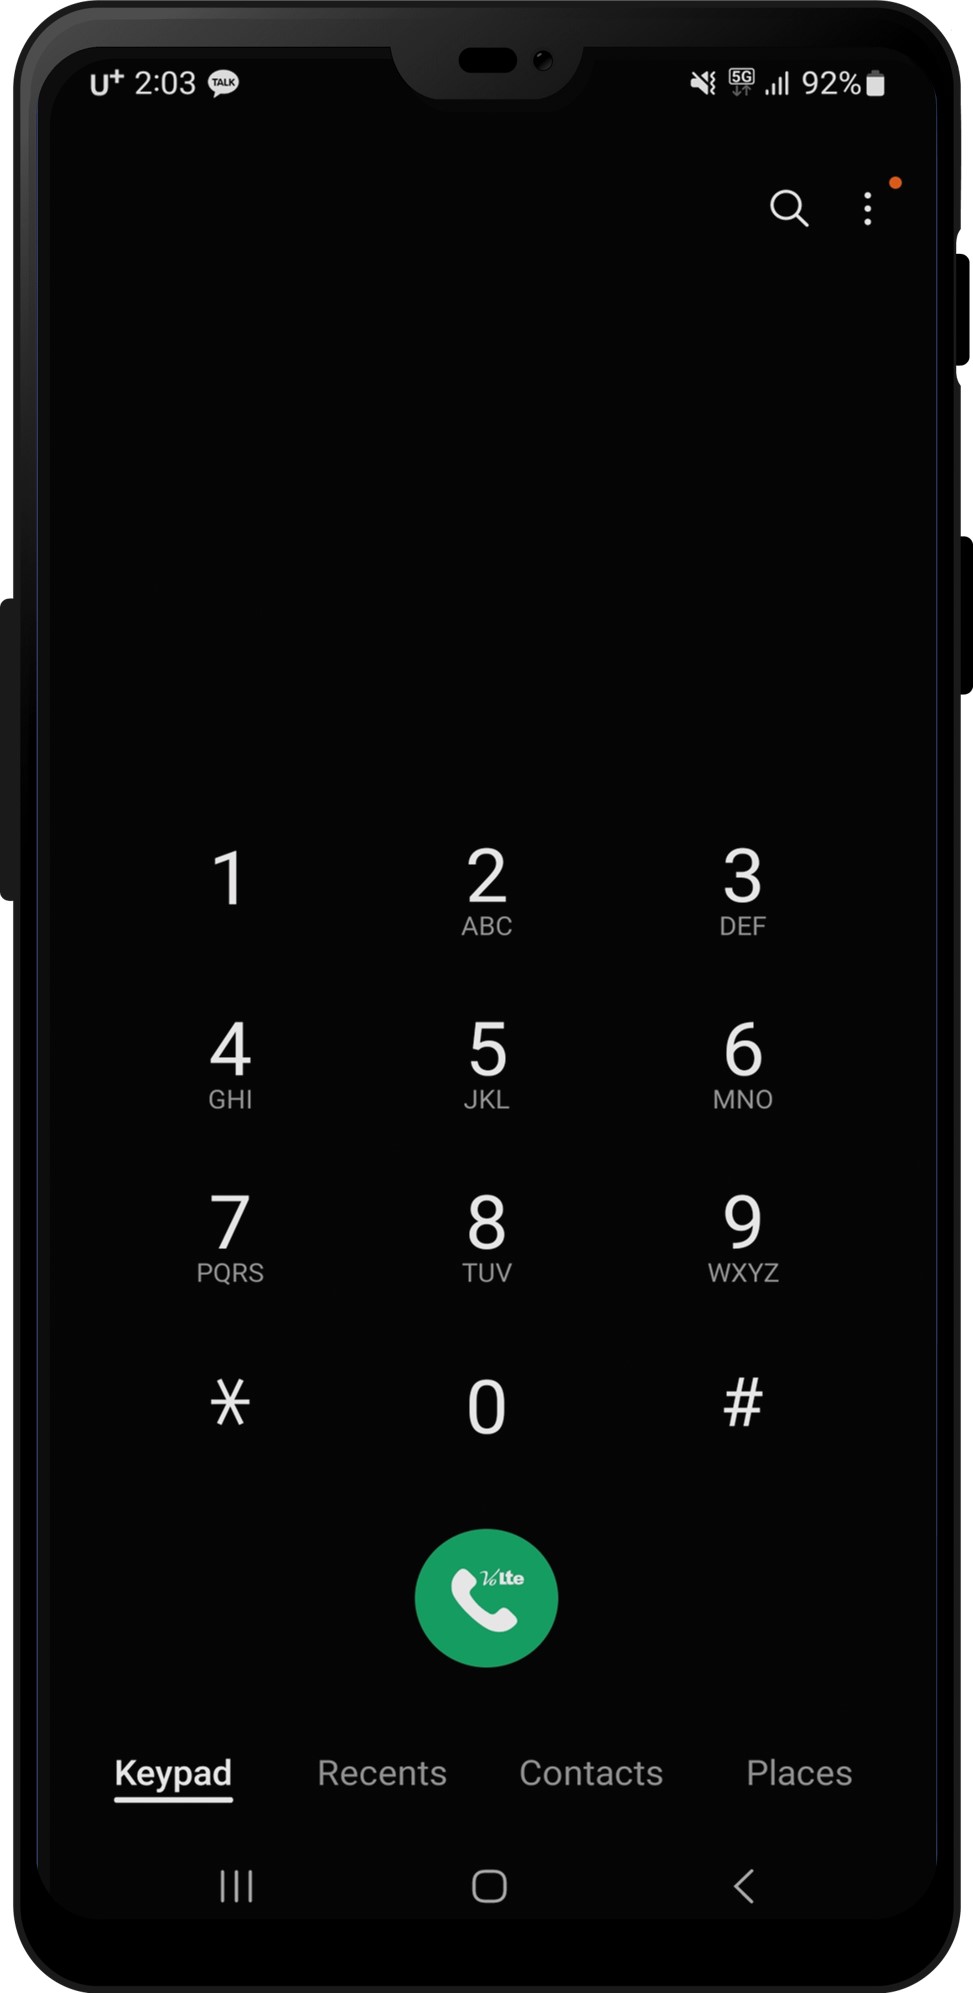 U+ 2:03 TALK 5G 92%
1 2 3
ABC DEF
4 5 6
GHI JKL MNO
7 8 9
PQRS TUV WXYZ
* 0 #
Volte
Keypad Recents Contacts Places